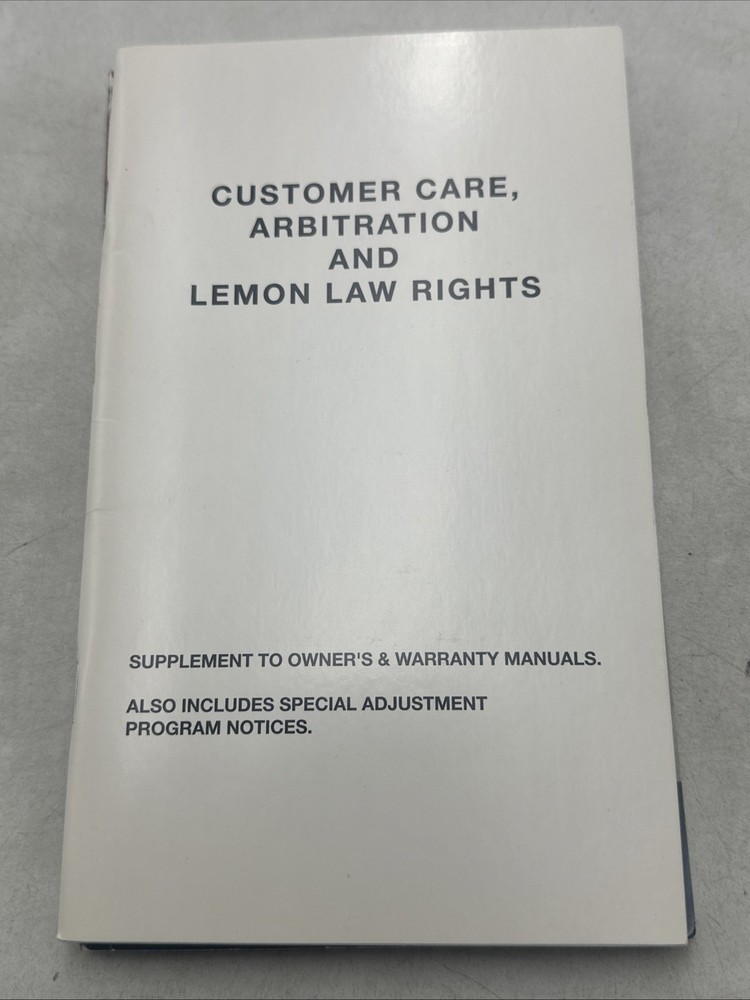 CUSTOMER CARE,
ARBITRATION
AND
LEMON LAW RIGHTS
SUPPLEMENT TO OWNER'S & WARRANTY MANUALS.
ALSO INCLUDES SPECIAL ADJUSTMENT
PROGRAM NOTICES.